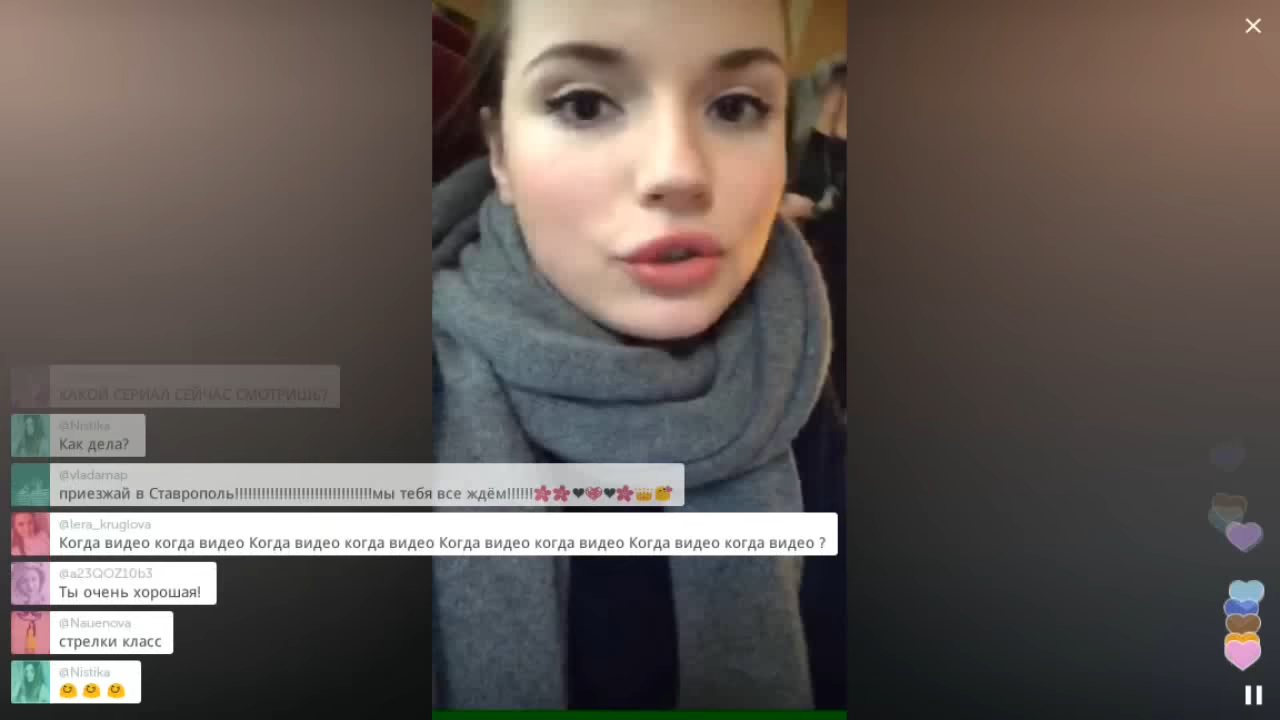 КАКОЙ СЕРИАЛ СЕЙЧАС СМОТРИШЬ?
@Nistika
Как дела?
@vladamap
приезжай в Ставрополь!!!!!!!!!!!!!!!!!!!!!!!!!!!!!!!мы тебя все ждём!!!!!!🌺🌺❤💖❤🌺👑💝
@lera_kruglova
Когда видео когда видео Когда видео когда видео Когда видео когда видео Когда видео когда видео ?
@a23QOZ10b3
Ты очень хорошая!
@Nauenova
стрелки класс
@Nistika
🤗 🤗 🤗